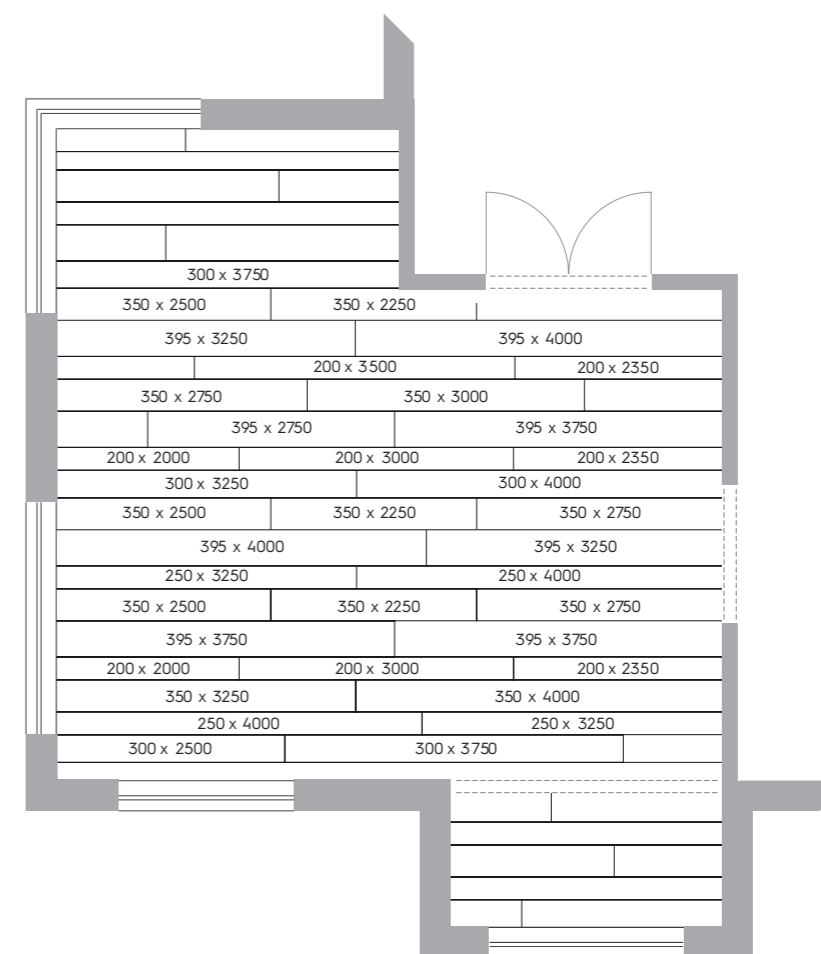 300 x 3750
350 x 2500 350 x 2250
395 x 3250 395 x 4000
200 x 3500 200 x 2350
350 x 2750 350 x 3000
395 x 2750 395 x 3750
200 x 2000 200 x 3000 200 x 2350
300 x 3250 300 x 4000
350 x 2500 350 x 2250 350 x 2750
395 x 4000 395 x 3250
250 x 3250 250 x 4000
350 x 2500 350 x 2250 350 x 2750
395 x 3750 395 x 3750
200 x 2000 200 x 3000 200 x 2350
350 x 3250 350 x 4000
250 x 4000 250 x 3250
300 x 2500 300 x 3750